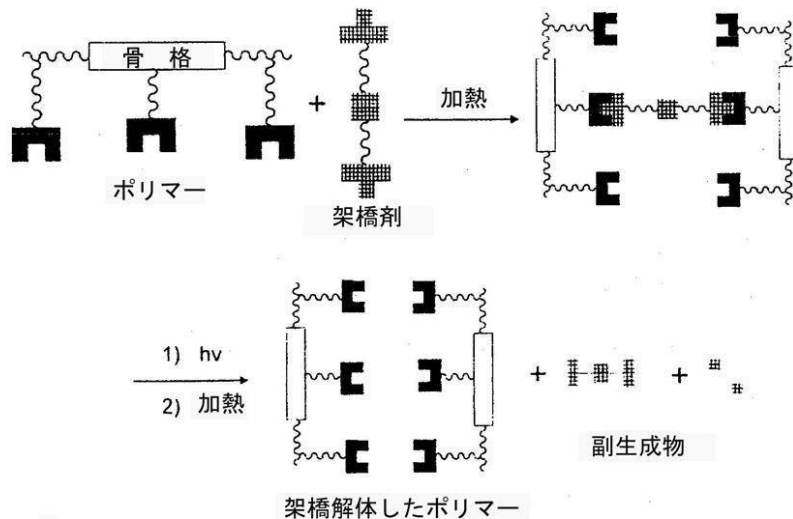 骨 格
+
加熱
ポリマー
架橋剤
1) hν
2) 加熱
+
+
副生成物
架橋解体したポリマー